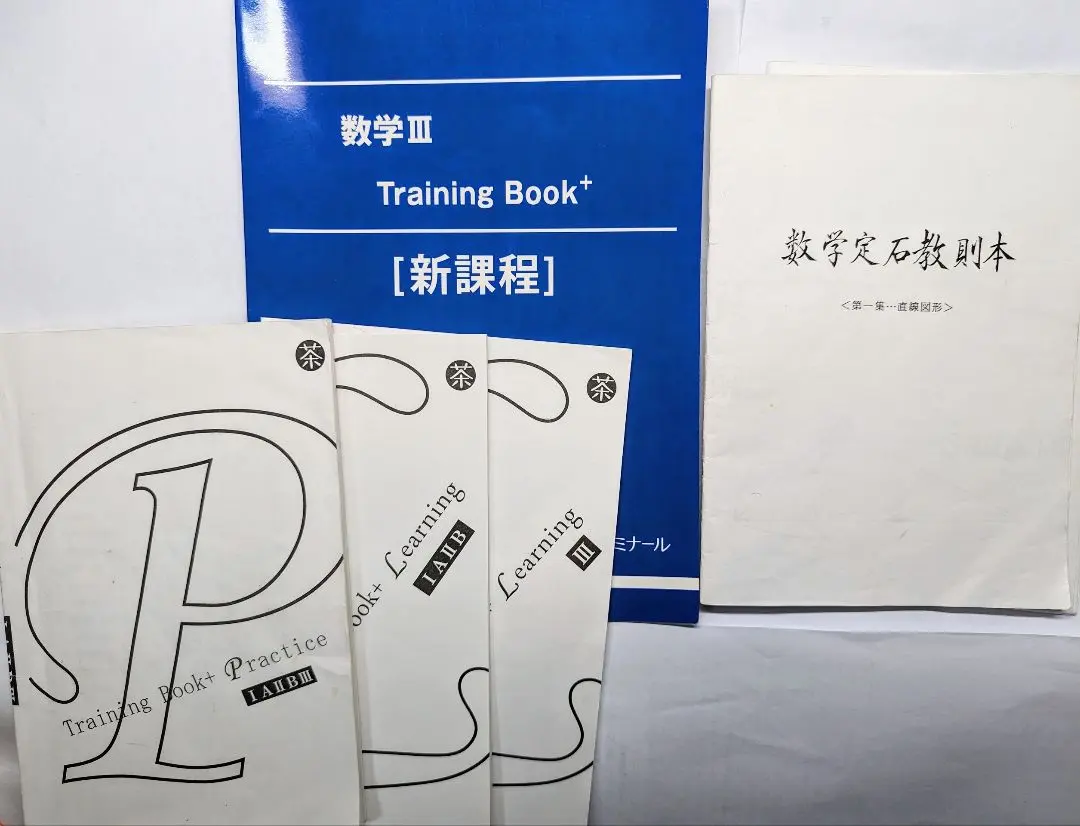 数学Ⅲ
Training Book⁺
[新課程]
ミナール
数学定石教則本
<第一集…直線図形>
茶
Training Book+ Practice
ⅠAⅡBⅢ
茶
ook+ Learning
ⅠAⅡB
茶
Learning
Ⅲ